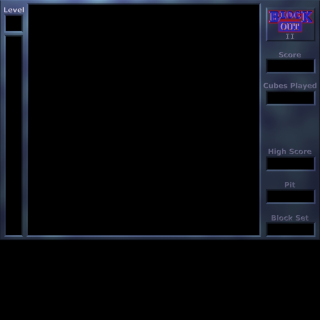 Level
BLOCK
OUT
II
Score
Cubes Played
High Score
Pit
Block Set